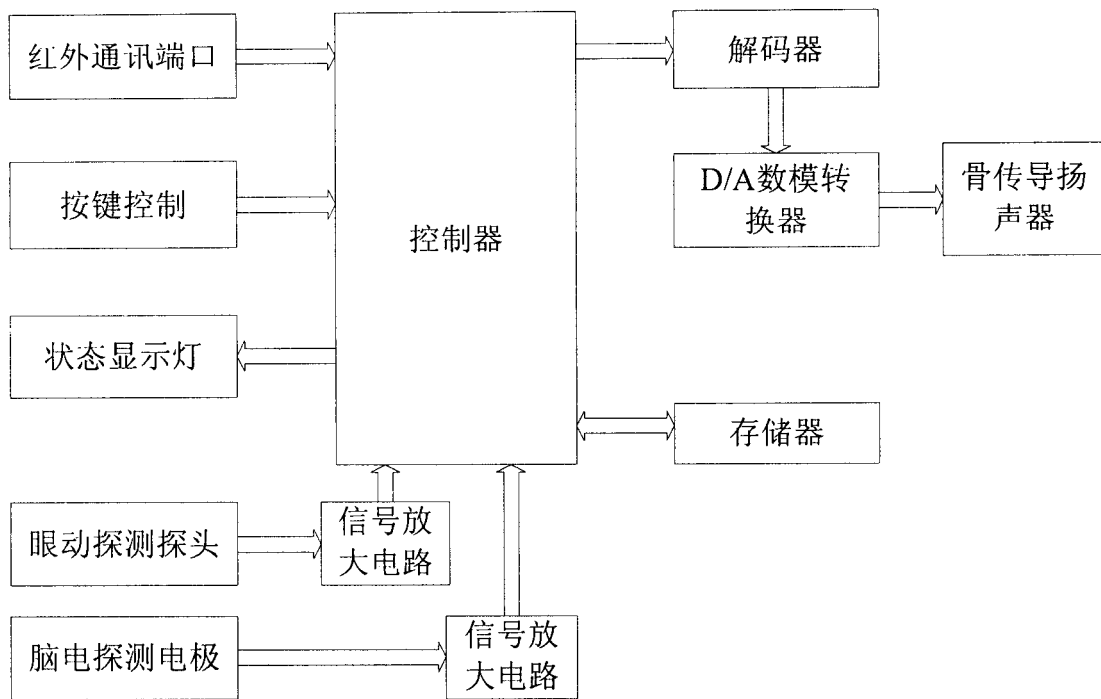 红外通讯端口
解码器
按键控制
D/A数模转
换器
骨传导扬
声器
控制器
状态显示灯
存储器
眼动探测探头
信号放
大电路
脑电探测电极
信号放
大电路